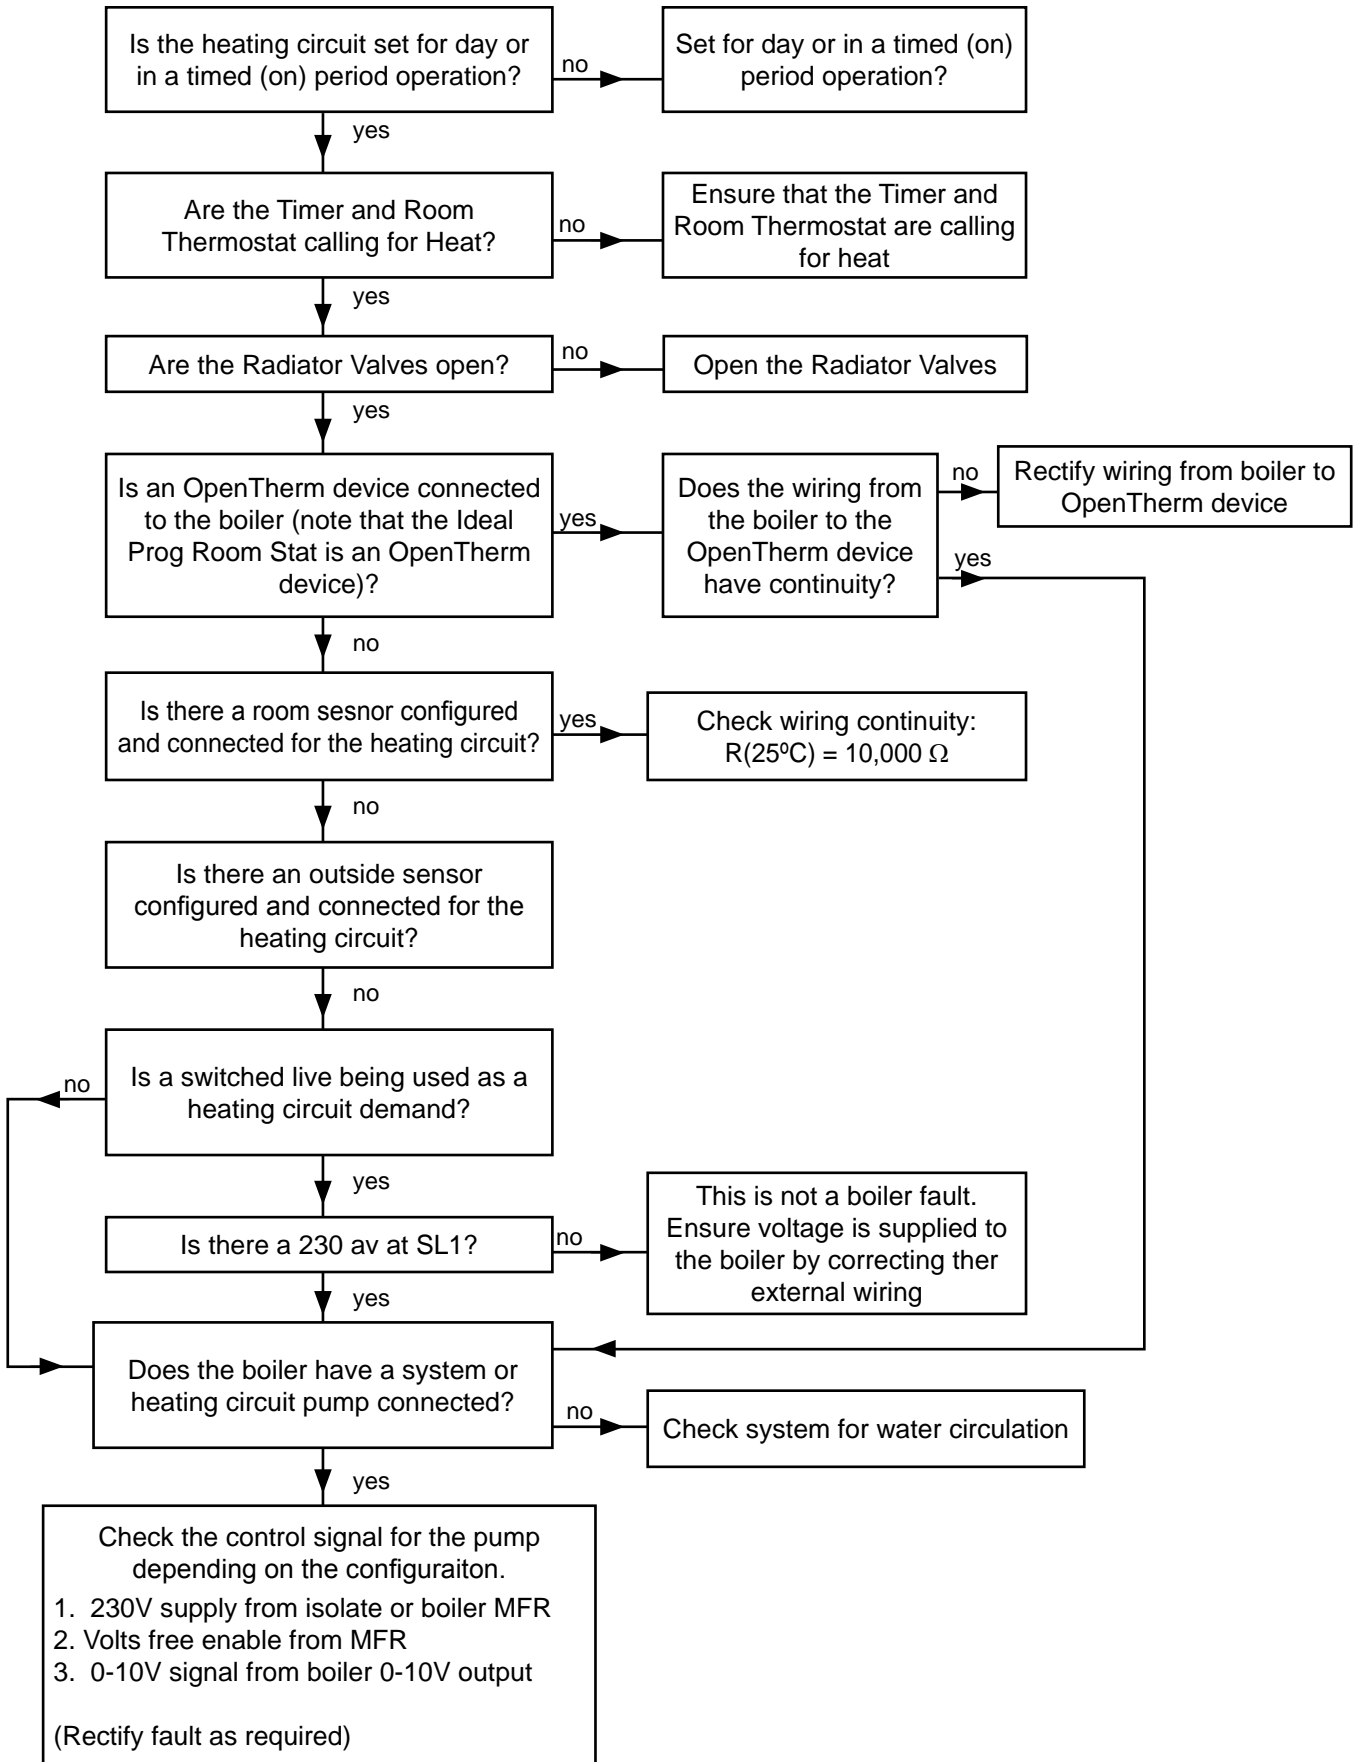 Is the heating circuit set for day or
in a timed (on) period operation?
no
Set for day or in a timed (on)
period operation?
yes
Are the Timer and Room
Thermostat calling for Heat?
no
Ensure that the Timer and
Room Thermostat are calling
for heat
yes
Are the Radiator Valves open?
no
Open the Radiator Valves
yes
Is an OpenTherm device connected
to the boiler (note that the Ideal
Prog Room Stat is an OpenTherm
device)?
yes
Does the wiring from
the boiler to the
OpenTherm device
have continuity?
no
Rectify wiring from boiler to
OpenTherm device
yes
no
Is there a room sesnor configured
and connected for the heating circuit?
yes
Check wiring continuity:
R(25ºC) = 10,000 Ω
no
Is there an outside sensor
configured and connected for the
heating circuit?
no
Is a switched live being used as a
heating circuit demand?
no
yes
Is there a 230 av at SL1?
no
This is not a boiler fault.
Ensure voltage is supplied to
the boiler by correcting ther
external wiring
yes
Does the boiler have a system or
heating circuit pump connected?
no
Check system for water circulation
yes
Check the control signal for the pump
depending on the configuraiton.
1. 230V supply from isolate or boiler MFR
2. Volts free enable from MFR
3. 0-10V signal from boiler 0-10V output
(Rectify fault as required)